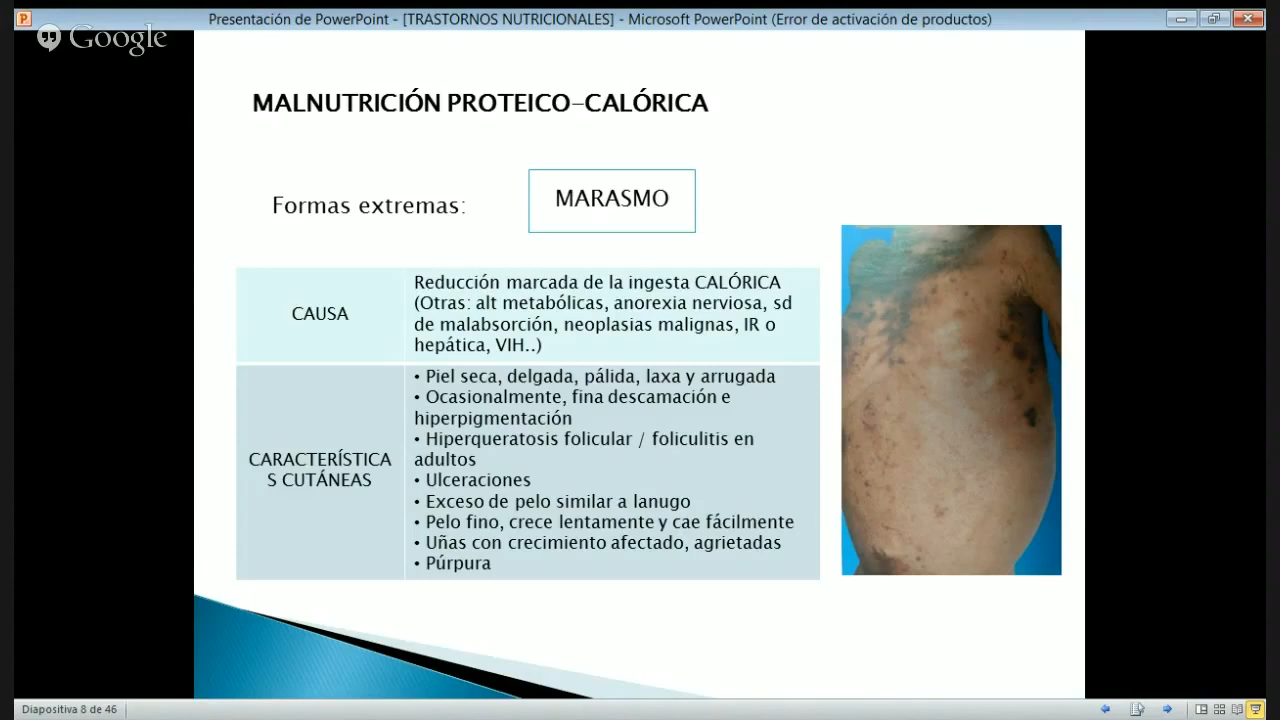 Presentación de PowerPoint - [TRASTORNOS NUTRICIONALES] - Microsoft PowerPoint (Error de activación de productos)
Google
MALNUTRICIÓN PROTEICO-CALÓRICA
Formas extremas:
MARASMO
CAUSA
Reducción marcada de la ingesta CALÓRICA
(Otras: alt metabólicas, anorexia nerviosa, sd
de malabsorción, neoplasias malignas, IR o
hepática, VIH..)
CARACTERÍSTICA
S CUTÁNEAS
• Piel seca, delgada, pálida, laxa y arrugada
• Ocasionalmente, fina descamación e
hiperpigmentación
• Hiperqueratosis folicular / foliculitis en
adultos
• Ulceraciones
• Exceso de pelo similar a lanugo
• Pelo fino, crece lentamente y cae fácilmente
• Uñas con crecimiento afectado, agrietadas
• Púrpura
Diapositiva 8 de 46